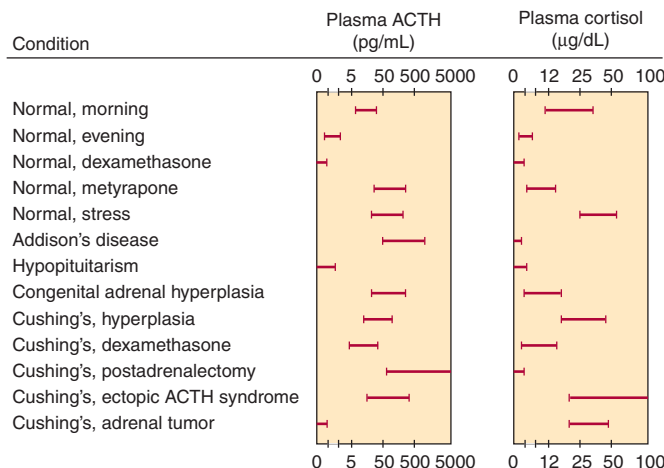 Plasma ACTH Plasma cortisol
Condition (pg/mL) (μg/dL)
0 5 50 500 5000 0 12 25 50 100
Normal, morning
Normal, evening
Normal, dexamethasone
Normal, metyrapone
Normal, stress
Addison's disease
Hypopituitarism
Congenital adrenal hyperplasia
Cushing's, hyperplasia
Cushing's, dexamethasone
Cushing's, postadrenalectomy
Cushing's, ectopic ACTH syndrome
Cushing's, adrenal tumor
0 5 50 500 5000 0 12 25 50 100